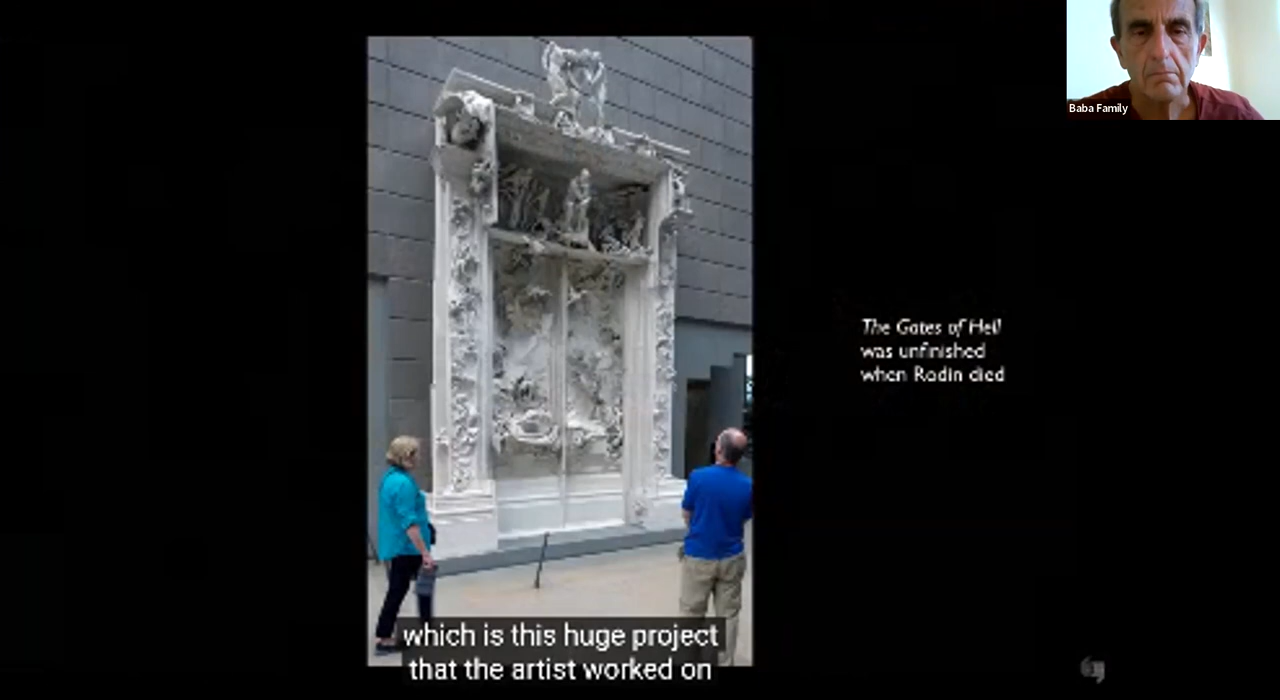 Baba Family
The Gates of Hell
was unfinished
when Rodin died
which is this huge project
that the artist worked on